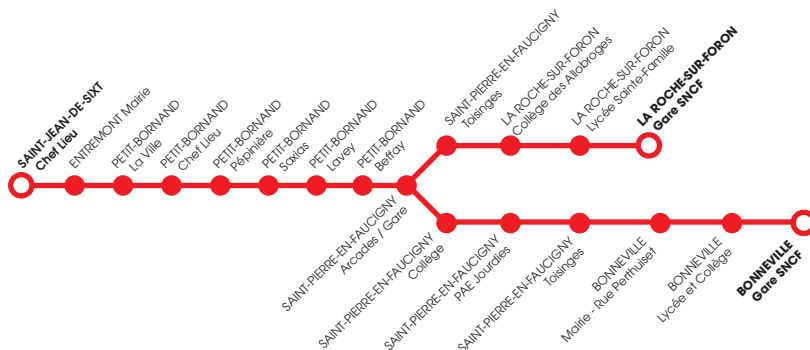 SAINT-JEAN-DE-SIXT
Chef Lieu
ENTREMONT Mairie
PETIT-BORNAND
La Ville
PETIT-BORNAND
Chef Lieu
PETIT-BORNAND
Pépinière
PETIT-BORNAND
Saxias
PETIT-BORNAND
Lavey
PETIT-BORNAND
Beffay
SAINT-PIERRE-EN-FAUCIGNY
Arcades / Gare
SAINT-PIERRE-EN-FAUCIGNY
Toisinges
LA ROCHE-SUR-FORON
Collège des Allobroges
LA ROCHE-SUR-FORON
Lycée Sainte-Famille
LA ROCHE-SUR-FORON
Gare SNCF
SAINT-PIERRE-EN-FAUCIGNY
Collège
SAINT-PIERRE-EN-FAUCIGNY
PAE Jourdies
SAINT-PIERRE-EN-FAUCIGNY
Toisinges
BONNEVILLE
Mairie - Rue Perthuiset
BONNEVILLE
Lycée et Collège
BONNEVILLE
Gare SNCF